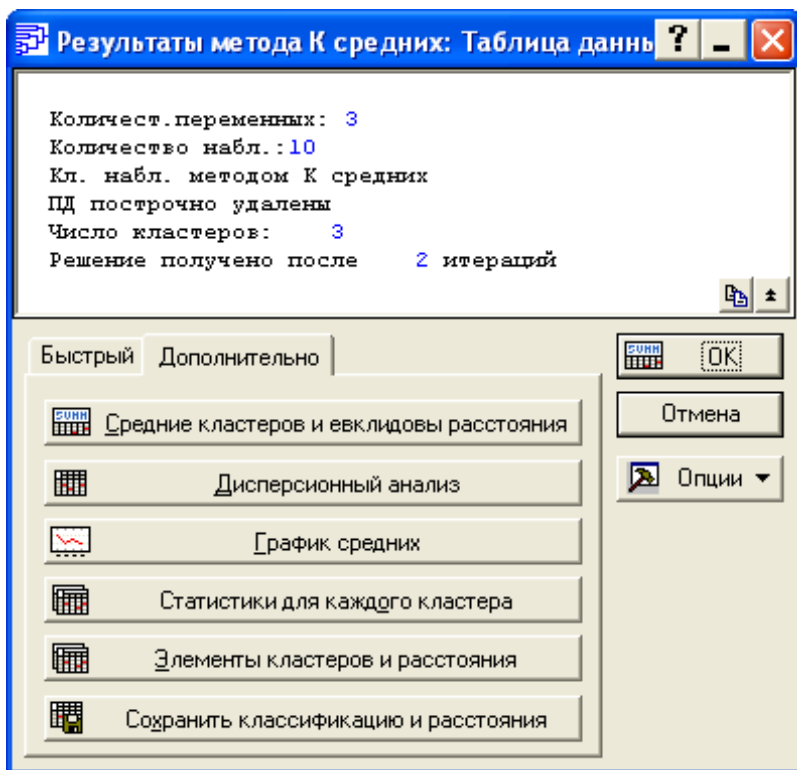 Результаты метода К средних: Таблица даннь
Количест.переменных: 3
Количество набл.:10
Кл. набл. методом К средних
ПД построчно удалены
Число кластеров: 3
Решение получено после 2 итераций
Быстрый Дополнительно
SUMM OK
SUMM Средние кластеров и евклидовы расстояния
Отмена
Дисперсионный анализ
Опции
График средних
Статистики для каждого кластера
Элементы кластеров и расстояния
Сохранить классификацию и расстояния